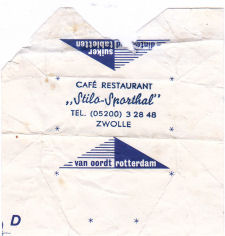 suiker
tabletten
CAFÉ RESTAURANT
„Stilo-Sporthal"
TEL. (05200) 3 28 48
ZWOLLE
van oordt rotterdam
D